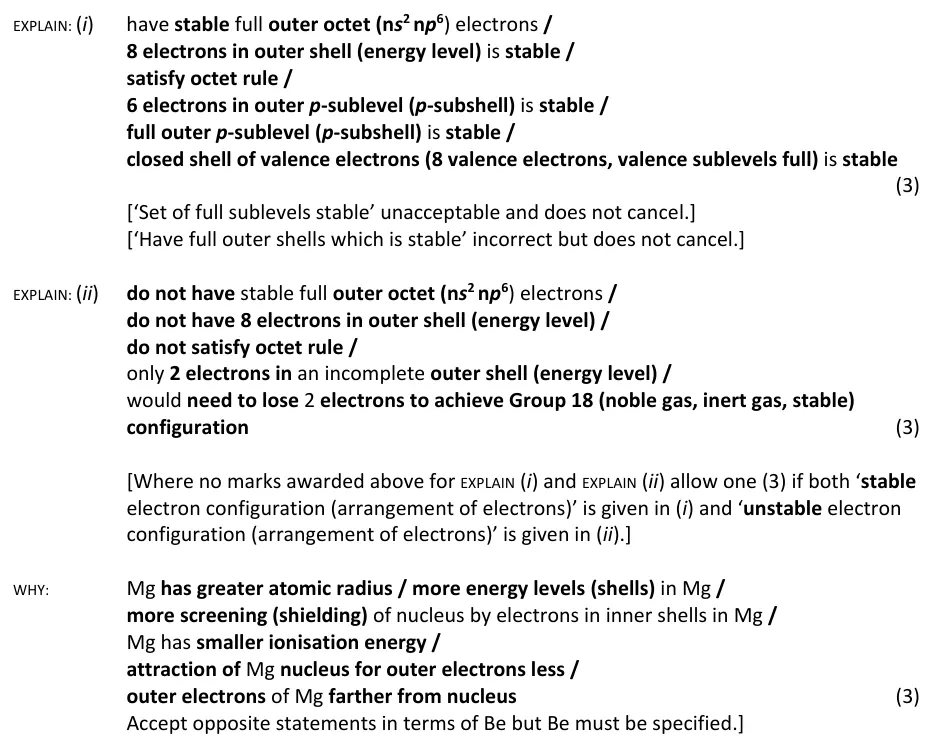 EXPLAIN: (i) have stable full outer octet (ns² np⁶) electrons /
8 electrons in outer shell (energy level) is stable /
satisfy octet rule /
6 electrons in outer p-sublevel (p-subshell) is stable /
full outer p-sublevel (p-subshell) is stable /
closed shell of valence electrons (8 valence electrons, valence sublevels full) is stable
(3)
[‘Set of full sublevels stable’ unacceptable and does not cancel.]
[‘Have full outer shells which is stable’ incorrect but does not cancel.]
EXPLAIN: (ii) do not have stable full outer octet (ns² np⁶) electrons /
do not have 8 electrons in outer shell (energy level) /
do not satisfy octet rule /
only 2 electrons in an incomplete outer shell (energy level) /
would need to lose 2 electrons to achieve Group 18 (noble gas, inert gas, stable)
configuration (3)
[Where no marks awarded above for EXPLAIN (i) and EXPLAIN (ii) allow one (3) if both ‘stable
electron configuration (arrangement of electrons)’ is given in (i) and ‘unstable electron
configuration (arrangement of electrons)’ is given in (ii).]
WHY: Mg has greater atomic radius / more energy levels (shells) in Mg /
more screening (shielding) of nucleus by electrons in inner shells in Mg /
Mg has smaller ionisation energy /
attraction of Mg nucleus for outer electrons less /
outer electrons of Mg farther from nucleus (3)
Accept opposite statements in terms of Be but Be must be specified.]